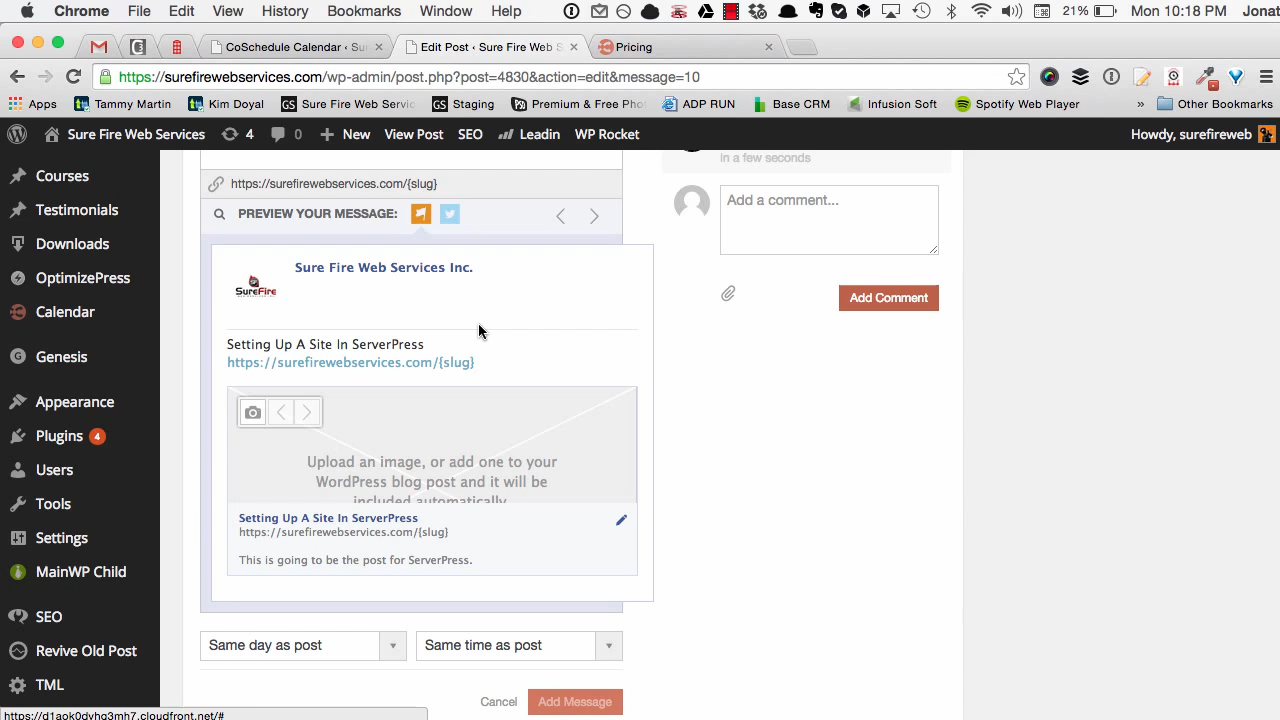 Chrome File Edit View History Bookmarks Window Help 21% Mon 10:18 PM Jonat
CoSchedule Calendar · Su
Edit Post ‹ Sure Fire Web S
Pricing
https://surefirewebservices.com/wp-admin/post.php?post=4830&action=edit&message=10
Apps Tammy Martin Kim Doyal Sure Fire Web Servic Staging Premium & Free Pho ADP RUN Base CRM Infusion Soft Spotify Web Player » Other Bookmarks
Sure Fire Web Services 4 0 New View Post SEO Leadin WP Rocket Howdy, surefireweb
Courses
Testimonials
Downloads
OptimizePress
Calendar
Genesis
Appearance
Plugins 4
Users
Tools
Settings
MainWP Child
SEO
Revive Old Post
TML
https://surefirewebservices.com/{slug}
PREVIEW YOUR MESSAGE:
Sure Fire Web Services Inc.
SureFire
Setting Up A Site In ServerPress
https://surefirewebservices.com/{slug}
Upload an image, or add one to your
WordPress blog post and it will be
included automatically.
Setting Up A Site In ServerPress
https://surefirewebservices.com/{slug}
This is going to be the post for ServerPress.
Same day as post
Same time as post
Cancel
Add Message
in a few seconds
Add a comment...
Add Comment
https://d1aok0dvhg3mh7.cloudfront.net/#